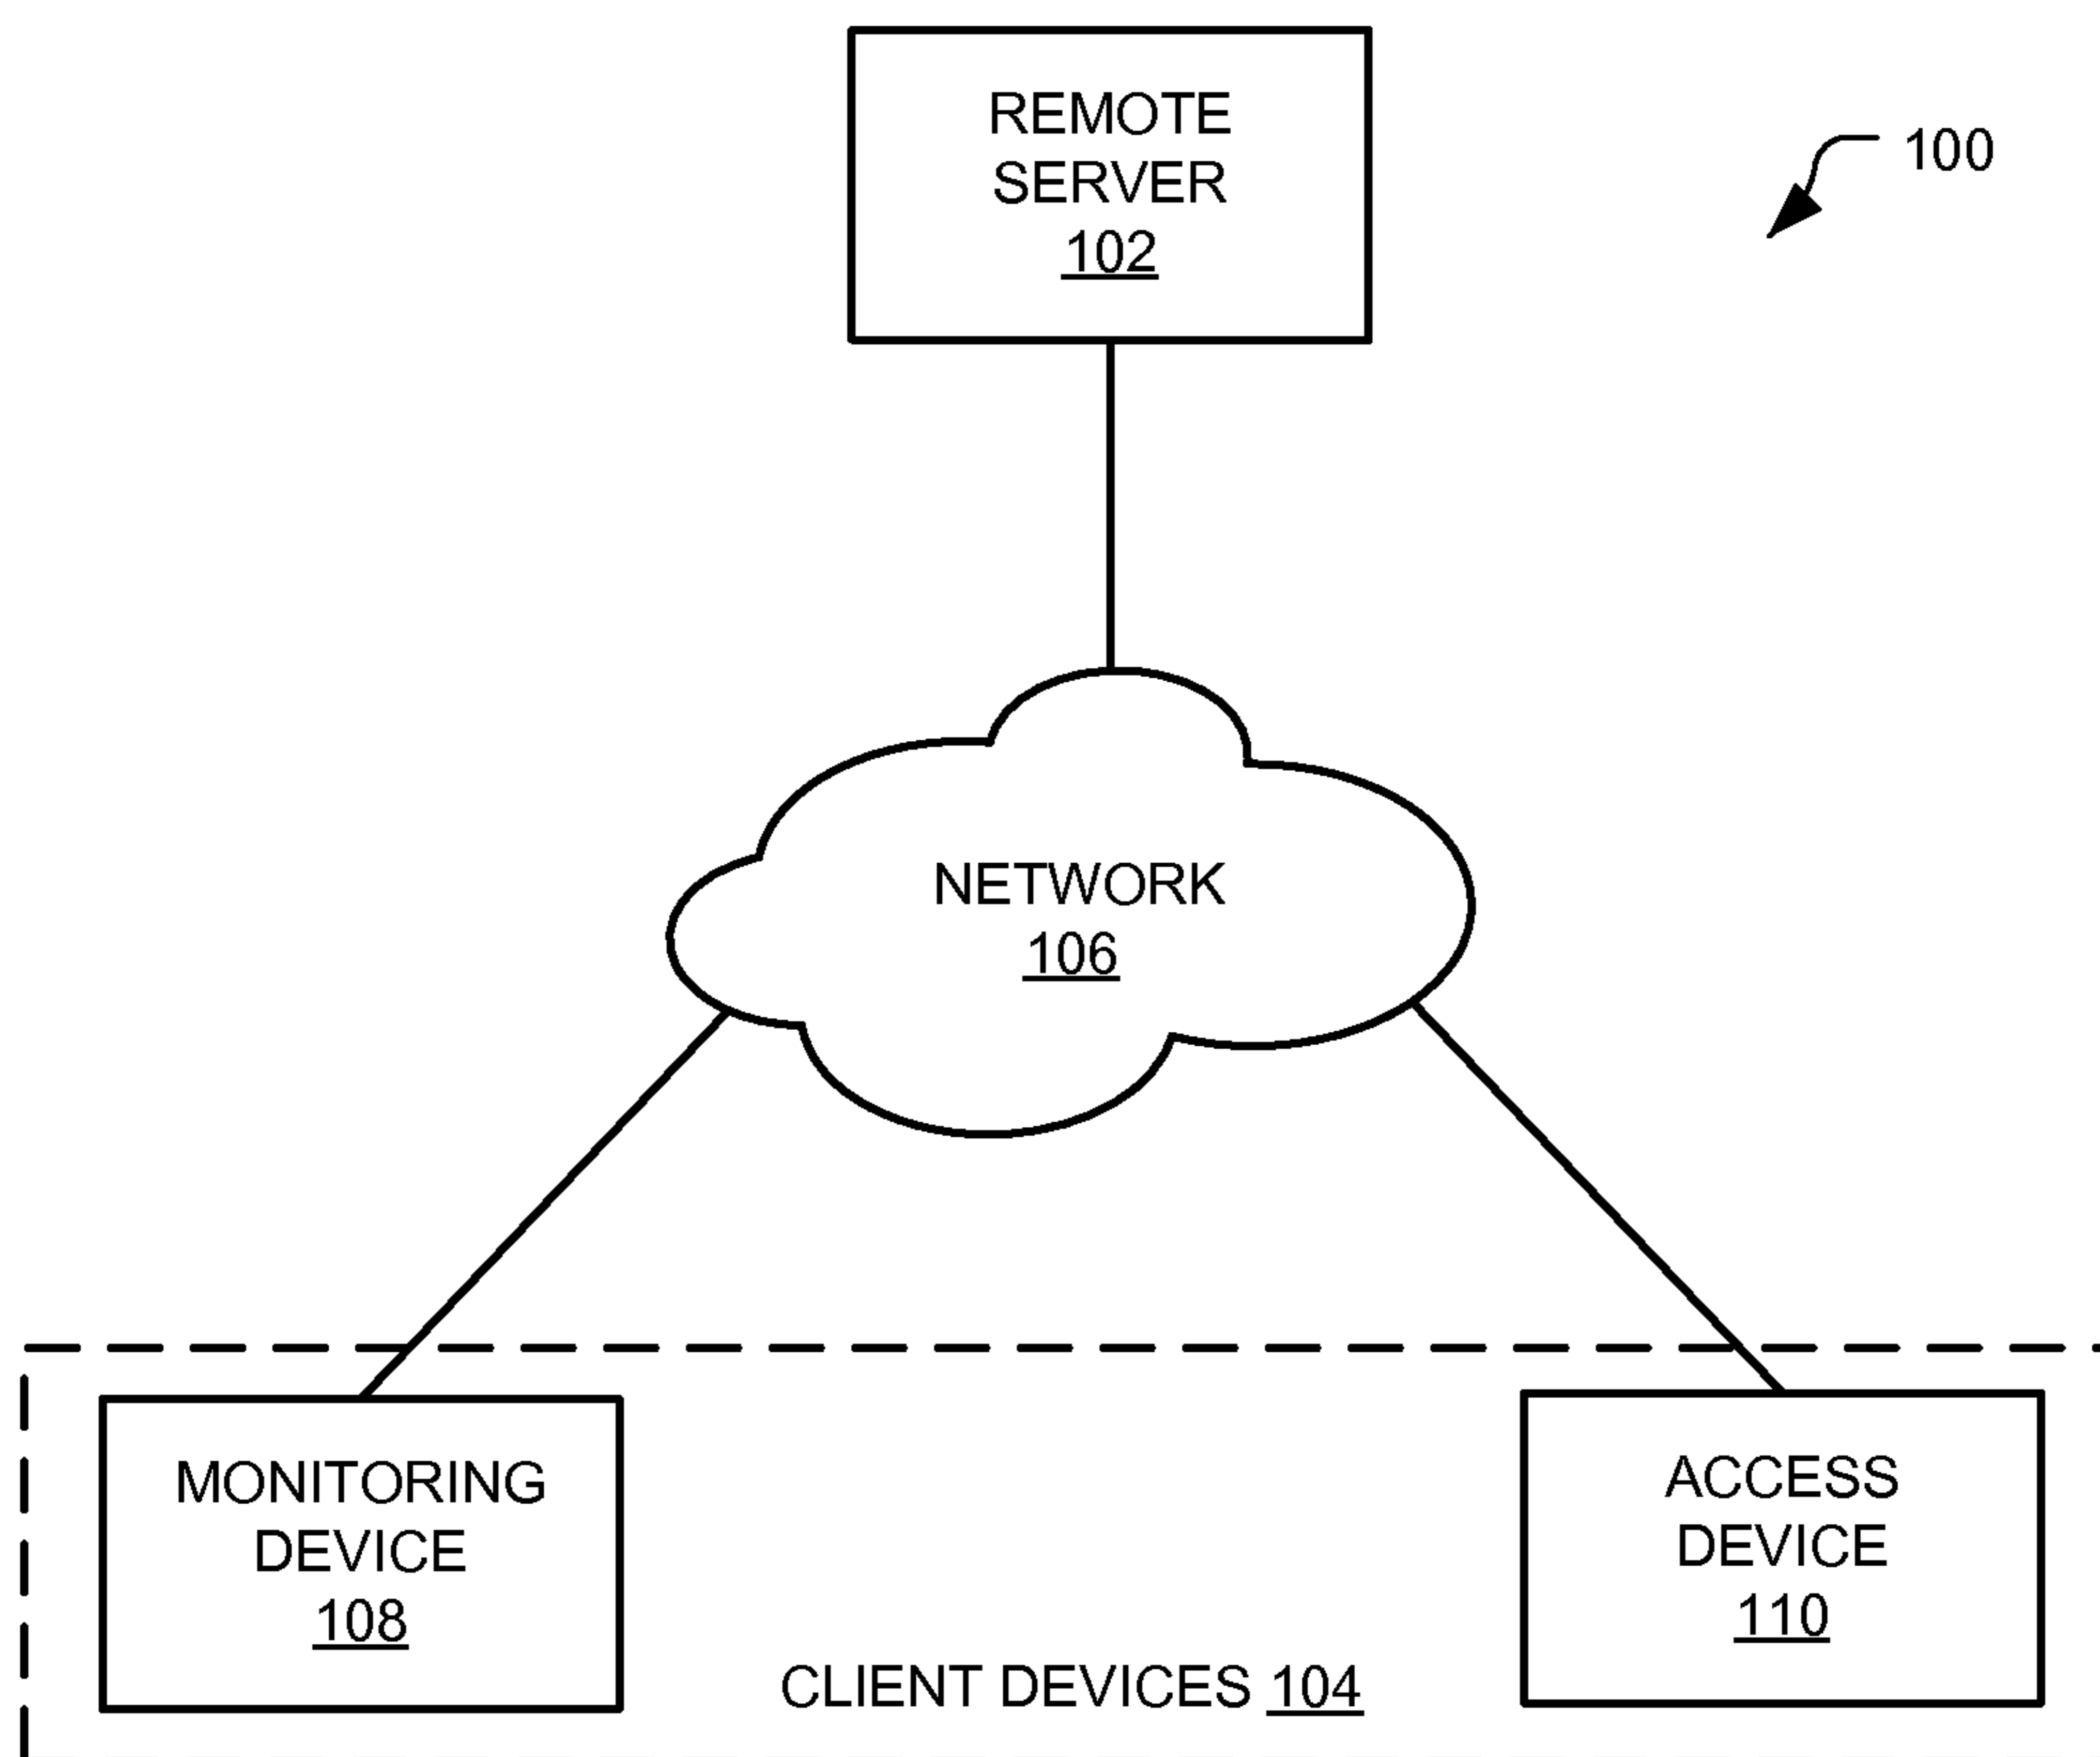 REMOTE
SERVER
102
100
NETWORK
106
MONITORING
DEVICE
108
ACCESS
DEVICE
110
CLIENT DEVICES 104